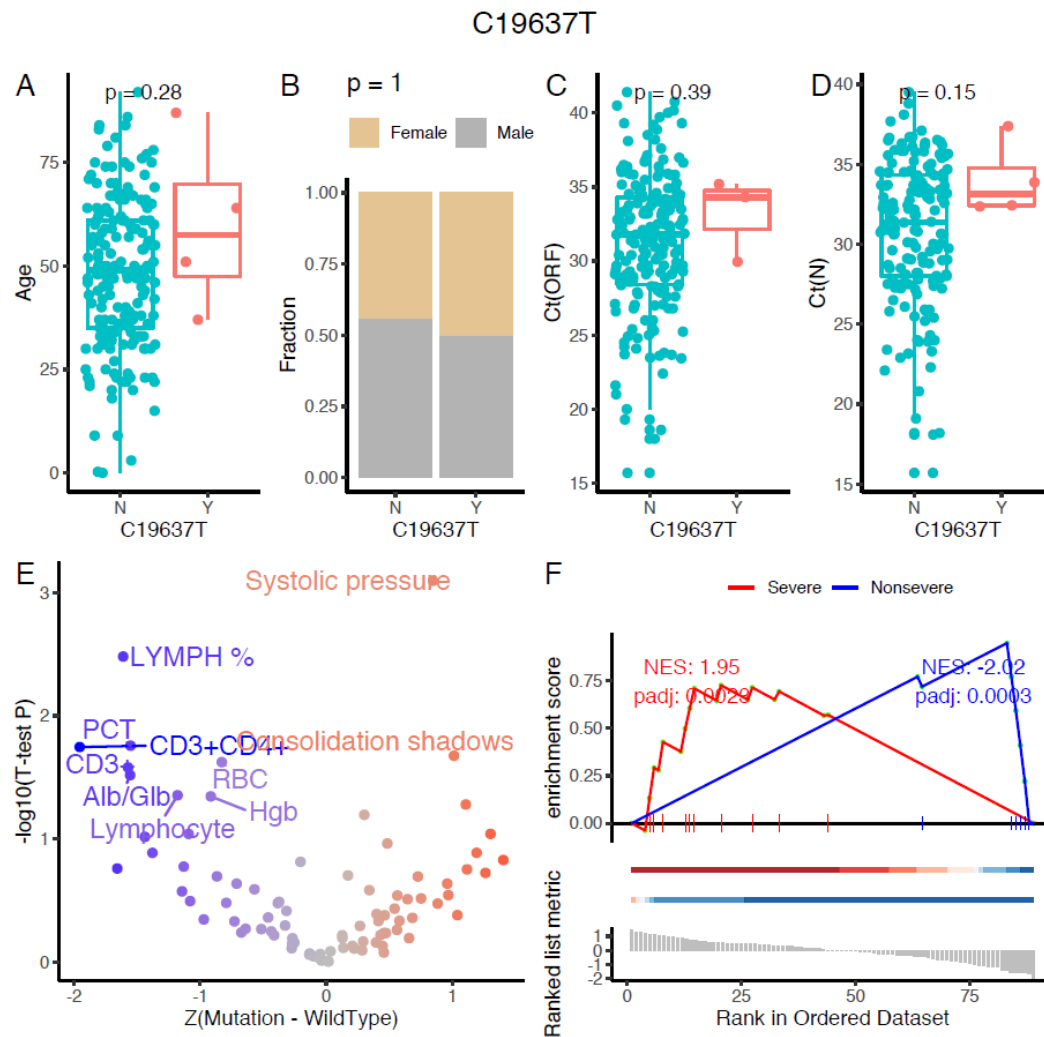 C19637T
A
p = 0.28
Age
75
50
25
0
N
Y
C19637T
B
p = 1
Female
Male
Fraction
1.00
0.75
0.50
0.25
0.00
N
Y
C19637T
C
p = 0.39
Ct(ORF)
40
35
30
25
20
15
N
Y
C19637T
D
p = 0.15
Ct(N)
40
35
30
25
20
15
N
Y
C19637T
E
-log10(T-test P)
3
2
1
0
Systolic pressure
LYMPH %
PCT
CD3+CD4+
Consolidation shadows
CD3+
RBC
Alb/Glb
Hgb
Lymphocyte
-2
-1
0
1
Z(Mutation - WildType)
F
Severe
Nonsevere
enrichment score
0.75
0.50
0.25
0.00
NES: 1.95
padj: 0.0029
NES: -2.02
padj: 0.0003
Ranked list metric
1
0
-1
-2
0
25
50
75
Rank in Ordered Dataset